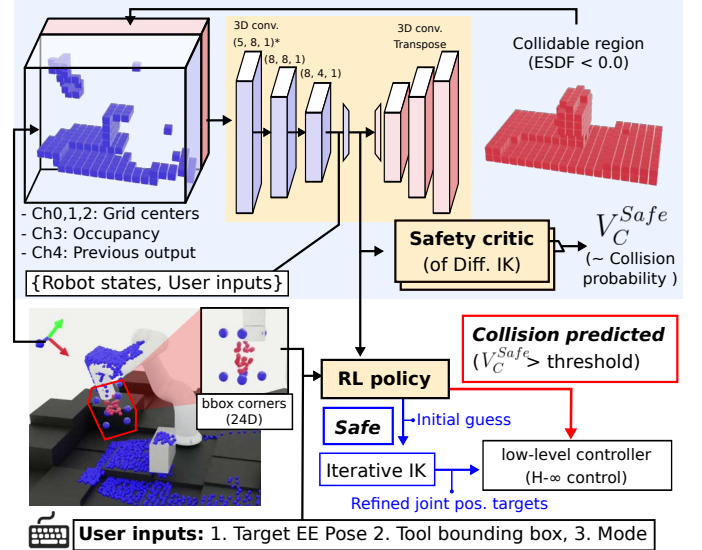 3D conv.
(5, 8, 1)*
(8, 8, 1)
(8, 4, 1)
3D conv.
Transpose
Collidable region
(ESDF < 0.0)
- Ch0,1,2: Grid centers
- Ch3: Occupancy
- Ch4: Previous output
{Robot states, User inputs}
Safety critic
(of Diff. IK)
V_C^{Safe}
(~ Collision
probability )
bbox corners
(24D)
RL policy
Collision predicted
(V_C^{Safe} > threshold)
Safe
Initial guess
Iterative IK
low-level controller
(H-∞ control)
Refined joint pos. targets
User inputs: 1. Target EE Pose 2. Tool bounding box, 3. Mode